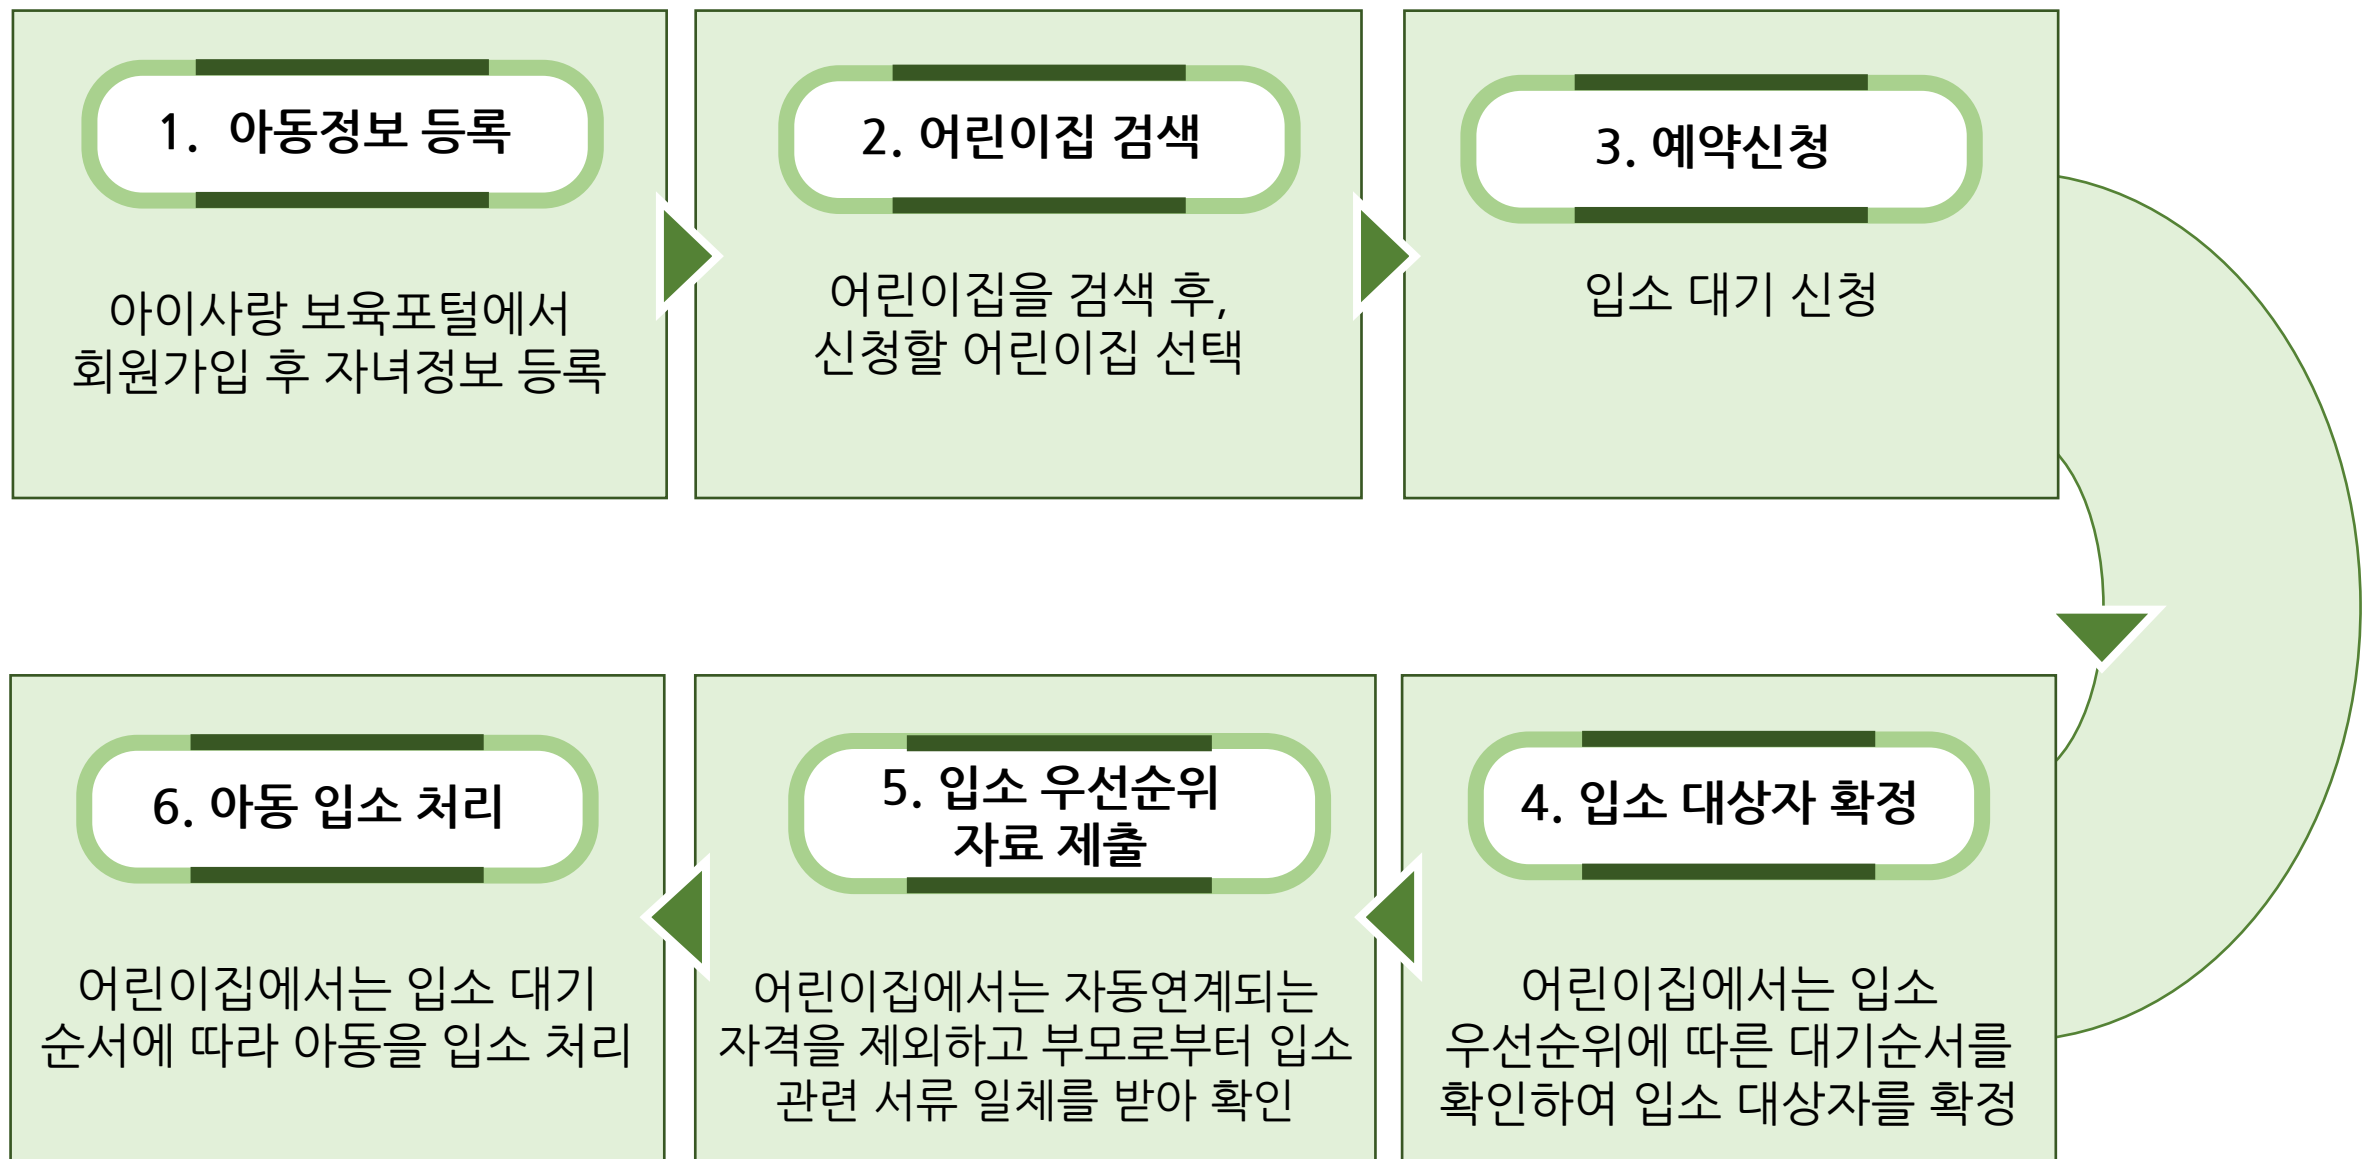 1. 아동정보 등록
아이사랑 보육포털에서
회원가입 후 자녀정보 등록
2. 어린이집 검색
어린이집을 검색 후,
신청할 어린이집 선택
3. 예약신청
입소 대기 신청
4. 입소 대상자 확정
어린이집에서는 입소
우선순위에 따른 대기순서를
확인하여 입소 대상자를 확정
5. 입소 우선순위
자료 제출
어린이집에서는 자동연계되는
자격을 제외하고 부모로부터 입소
관련 서류 일체를 받아 확인
6. 아동 입소 처리
어린이집에서는 입소 대기
순서에 따라 아동을 입소 처리